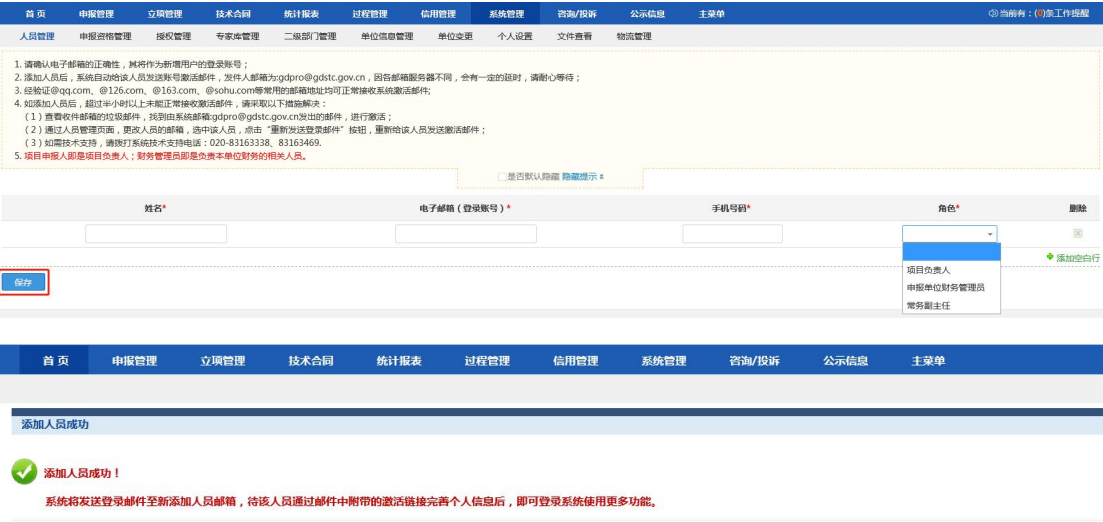 首 页 申报管理 立项管理 技术合同 统计报表 过程管理 信用管理 系统管理 咨询/投诉 公示信息 主菜单 当前有：(0)条工作提醒
人员管理 申报资格管理 授权管理 专家库管理 二级部门管理 单位信息管理 单位变更 个人设置 文件查看 物流管理
1. 请确认电子邮箱的正确性，其将作为新增用户的登录账号；
2. 添加人员后，系统自动给该人员发送账号激活邮件，发件人邮箱为:gdpro@gdstc.gov.cn，因各邮箱服务器不同，会有一定的延时，请耐心等待；
3. 经验证@qq.com、@126.com、@163.com、@sohu.com等常用的邮箱地址均可正常接收系统激活邮件;
4. 如添加人员后，超过半小时以上未能正常接收激活邮件，请采取以下措施解决：
（1）查看收件邮箱的垃圾邮件，找到由系统邮箱:gdpro@gdstc.gov.cn发出的邮件，进行激活；
（2）通过人员管理页面，更改人员的邮箱，选中该人员，点击“重新发送登录邮件”按钮，重新给该人员发送激活邮件；
（3）如需技术支持，请拨打系统技术支持电话：020-83163338、83163469.
5. 项目申报人即是项目负责人；财务管理员即是负责本单位财务的相关人员。
是否默认隐藏 隐藏提示
姓名* 电子邮箱（登录账号）* 手机号码* 角色* 删除
添加空白行
保存
项目负责人
申报单位财务管理员
常务副主任
首 页 申报管理 立项管理 技术合同 统计报表 过程管理 信用管理 系统管理 咨询/投诉 公示信息 主菜单
添加人员成功
添加人员成功！
系统将发送登录邮件至新添加人员邮箱，待该人员通过邮件中附带的激活链接完善个人信息后，即可登录系统使用更多功能。